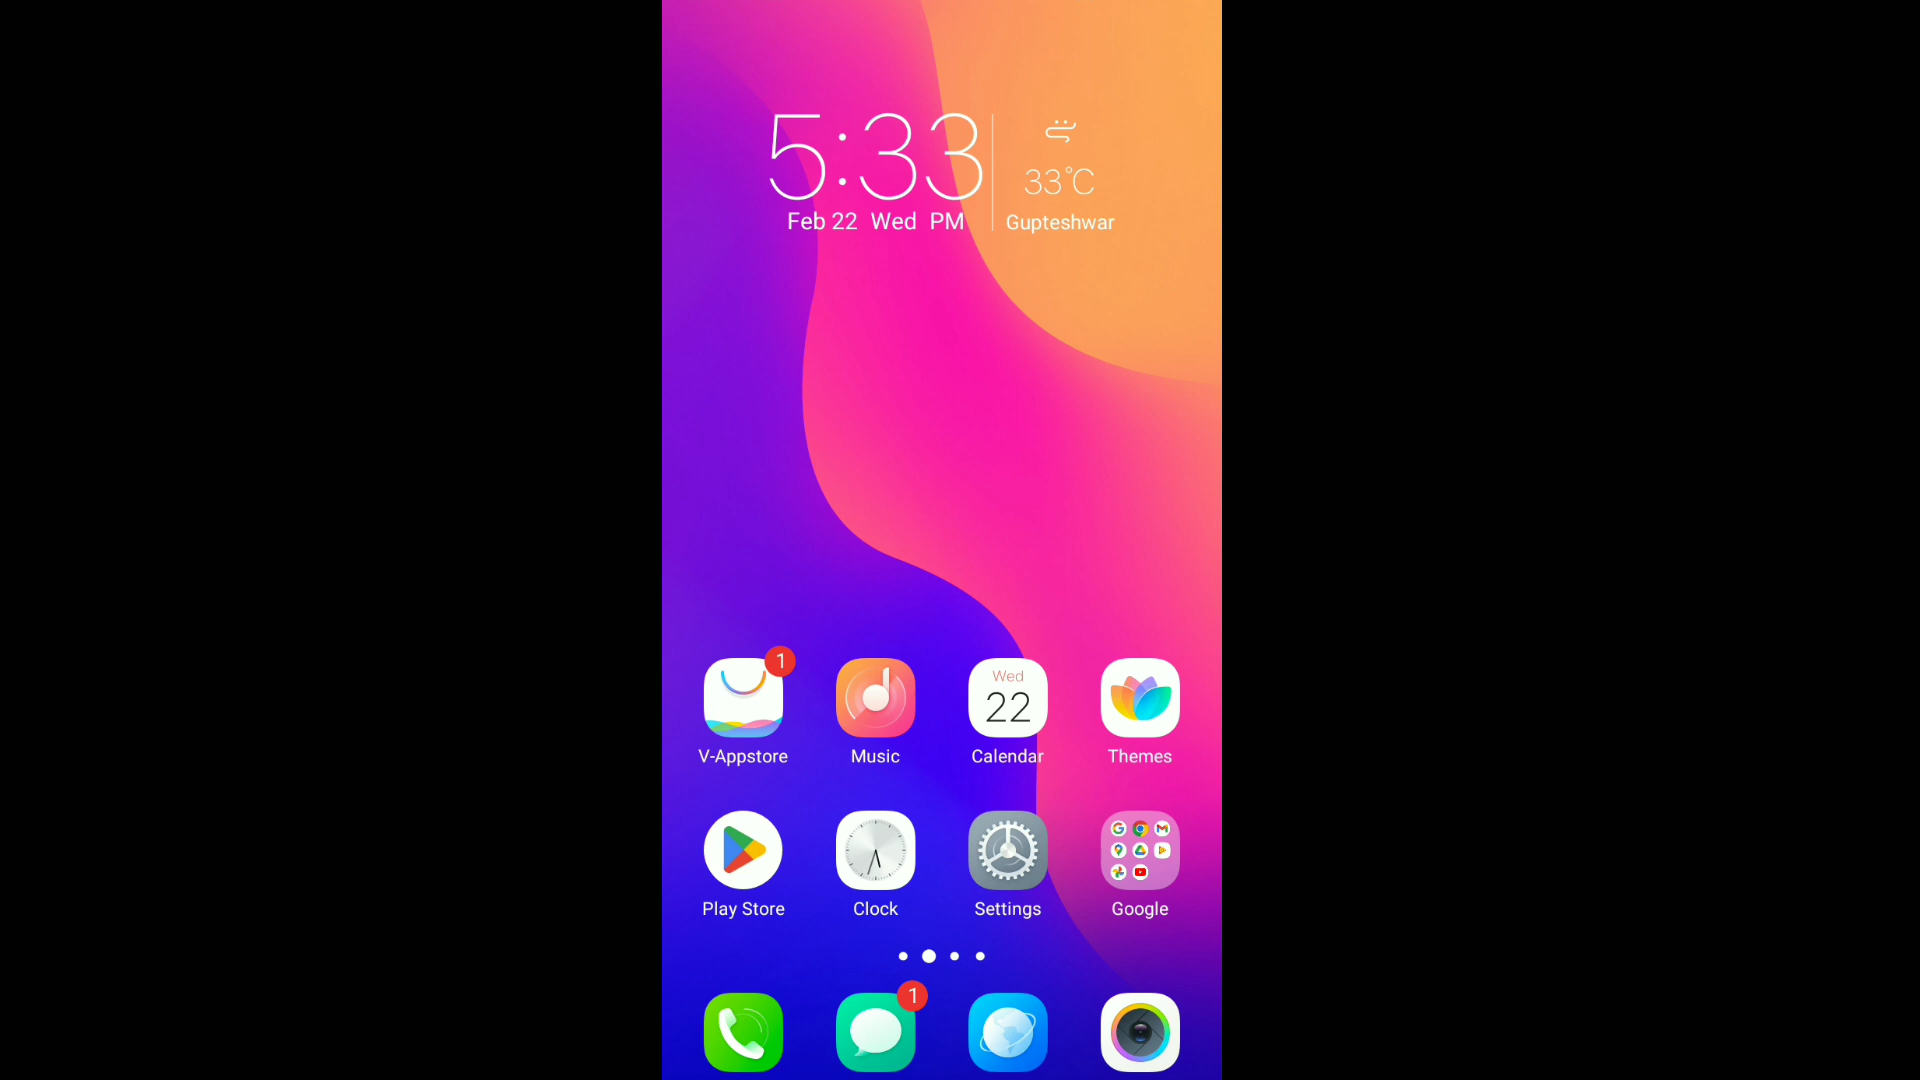 5:33
Feb 22 Wed PM
33°C
Gupteshwar
1
Wed
22
V-Appstore
Music
Calendar
Themes
Play Store
Clock
Settings
Google
1